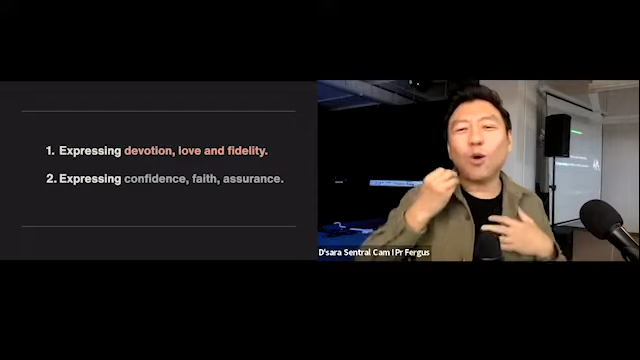 1. Expressing devotion, love and fidelity.
2. Expressing confidence, faith, assurance.
D'sara Sentral Cam I Pr Fergus